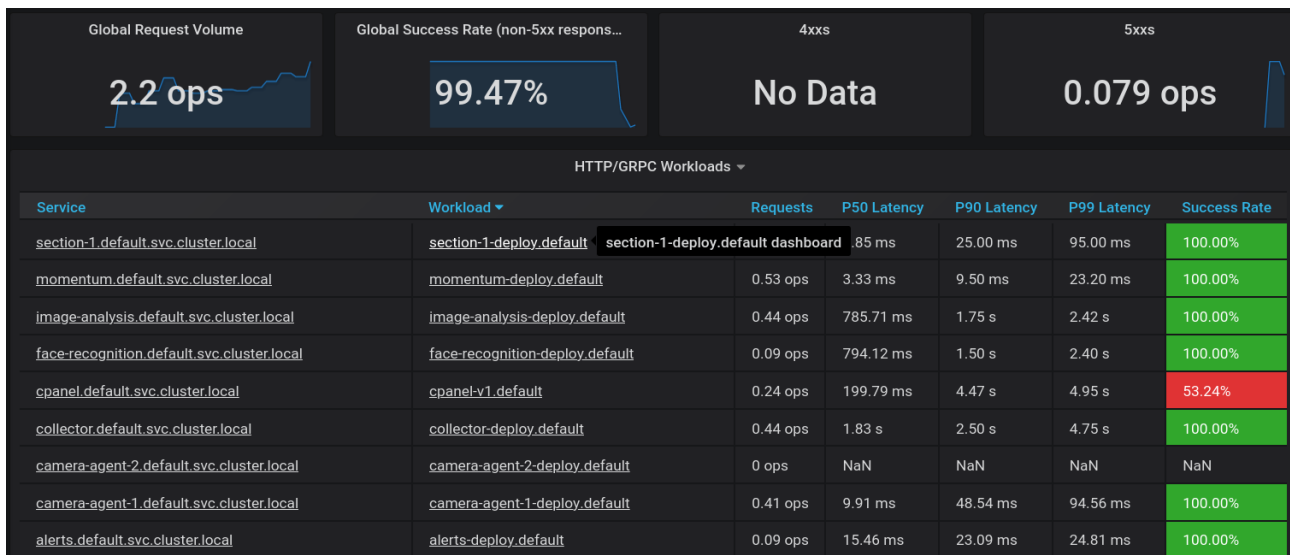 Global Request Volume
2.2 ops
Global Success Rate (non-5xx respons...
99.47%
4xxs
No Data
5xxs
0.079 ops
HTTP/GRPC Workloads
Service Workload Requests P50 Latency P90 Latency P99 Latency Success Rate
section-1.default.svc.cluster.local section-1-deploy.default section-1-deploy.default dashboard .85 ms 25.00 ms 95.00 ms 100.00%
momentum.default.svc.cluster.local momentum-deploy.default 0.53 ops 3.33 ms 9.50 ms 23.20 ms 100.00%
image-analysis.default.svc.cluster.local image-analysis-deploy.default 0.44 ops 785.71 ms 1.75 s 2.42 s 100.00%
face-recognition.default.svc.cluster.local face-recognition-deploy.default 0.09 ops 794.12 ms 1.50 s 2.40 s 100.00%
cpanel.default.svc.cluster.local cpanel-v1.default 0.24 ops 199.79 ms 4.47 s 4.95 s 53.24%
collector.default.svc.cluster.local collector-deploy.default 0.44 ops 1.83 s 2.50 s 4.75 s 100.00%
camera-agent-2.default.svc.cluster.local camera-agent-2-deploy.default 0 ops NaN NaN NaN NaN
camera-agent-1.default.svc.cluster.local camera-agent-1-deploy.default 0.41 ops 9.91 ms 48.54 ms 94.56 ms 100.00%
alerts.default.svc.cluster.local alerts-deploy.default 0.09 ops 15.46 ms 23.09 ms 24.81 ms 100.00%